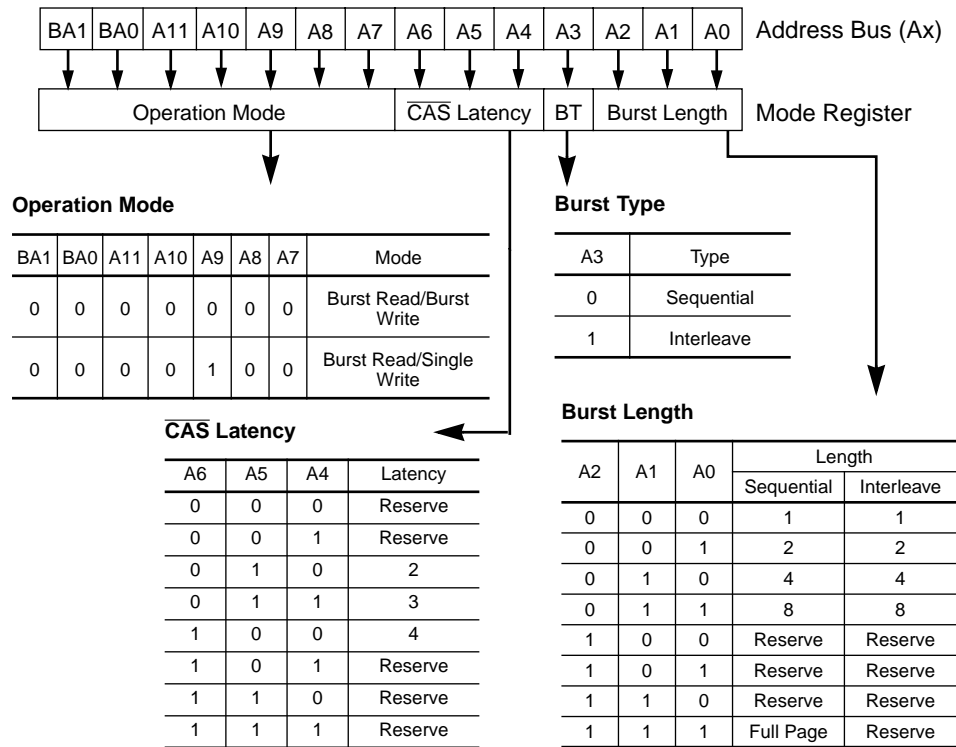 BA1 BA0 A11 A10 A9 A8 A7 A6 A5 A4 A3 A2 A1 A0 Address Bus (Ax)
Operation Mode CAS Latency BT Burst Length Mode Register
Operation Mode
BA1 BA0 A11 A10 A9 A8 A7 Mode
0 0 0 0 0 0 0 Burst Read/Burst
Write
0 0 0 0 1 0 0 Burst Read/Single
Write
Burst Type
A3 Type
0 Sequential
1 Interleave
CAS Latency
A6 A5 A4 Latency
0 0 0 Reserve
0 0 1 Reserve
0 1 0 2
0 1 1 3
1 0 0 4
1 0 1 Reserve
1 1 0 Reserve
1 1 1 Reserve
Burst Length
A2 A1 A0 Length
Sequential Interleave
0 0 0 1 1
0 0 1 2 2
0 1 0 4 4
0 1 1 8 8
1 0 0 Reserve Reserve
1 0 1 Reserve Reserve
1 1 0 Reserve Reserve
1 1 1 Full Page Reserve